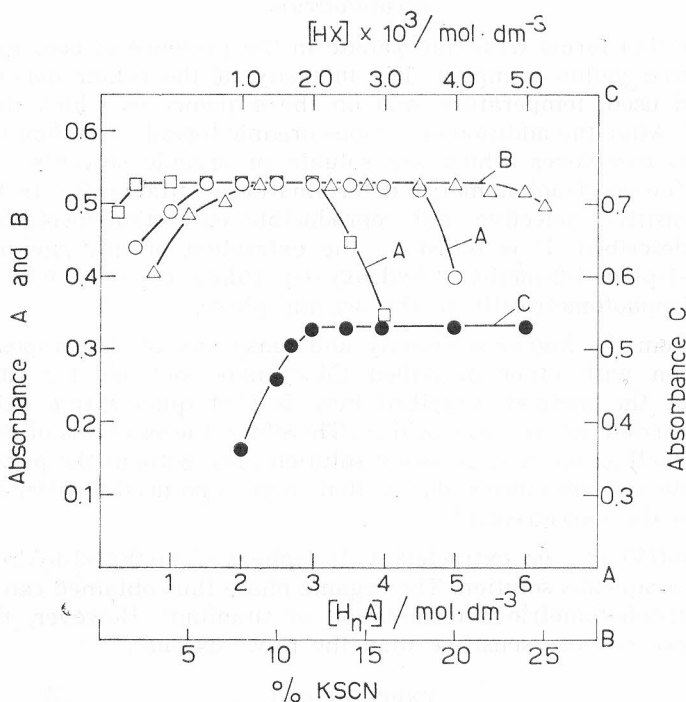 [HX] × 10³ / mol·dm⁻³
1.0 2.0 3.0 4.0 5.0
C C
0.6
B
0.5 0.7
A A
0.4 0.6
C
0.3 0.5
0.2 0.4
0.1 0.3
A
1 2 3 4 5 6
[HₙA] / mol·dm⁻³
B B
5 10 15 20 25
% KSCN
Absorbance A and B
Absorbance C